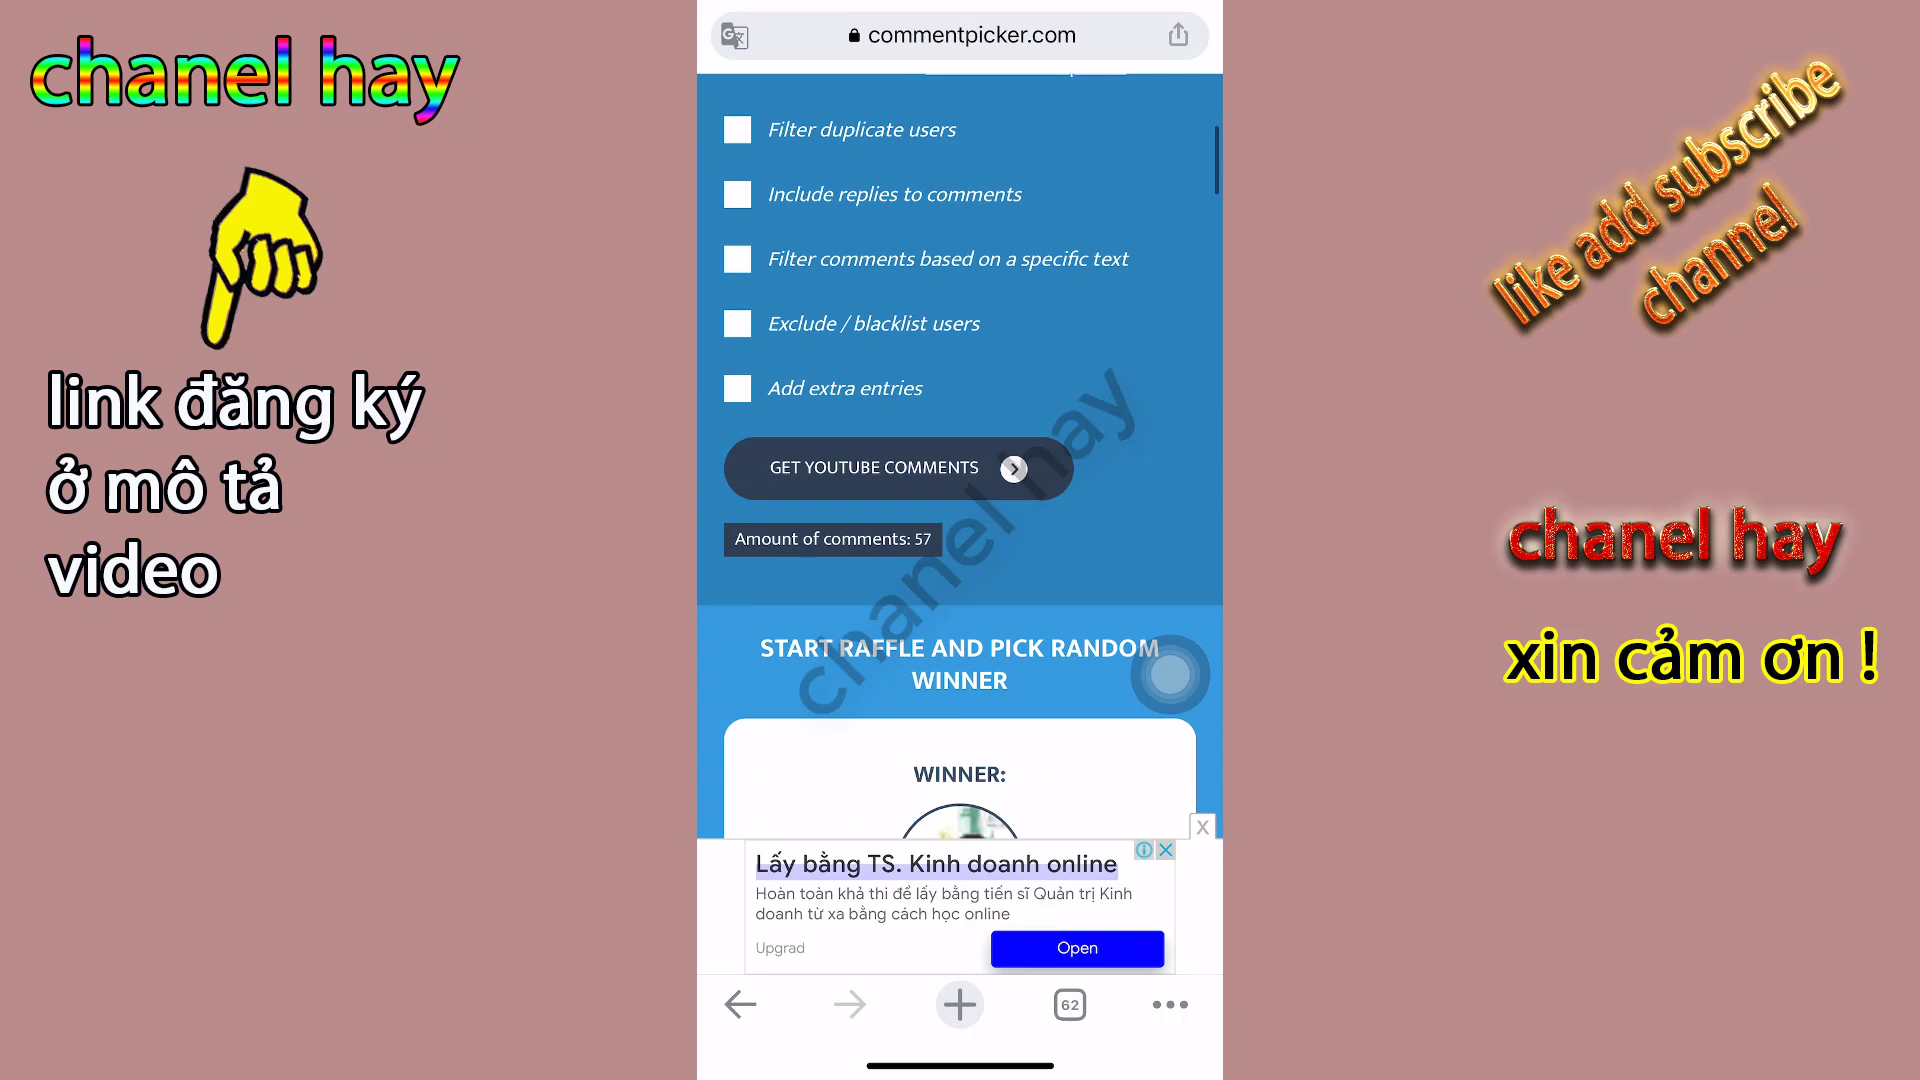 chanel hay
link đăng ký
ở mô tả
video
commentpicker.com
Filter duplicate users
Include replies to comments
Filter comments based on a specific text
Exclude / blacklist users
Add extra entries
GET YOUTUBE COMMENTS
Amount of comments: 57
chanel hay
START RAFFLE AND PICK RANDOM
WINNER
WINNER:
X
Lấy bằng TS. Kinh doanh online
Hoàn toàn khả thi để lấy bằng tiến sĩ Quản trị Kinh
doanh từ xa bằng cách học online
Upgrad
Open
62
like add subscribe
channel
chanel hay
xin cảm ơn !